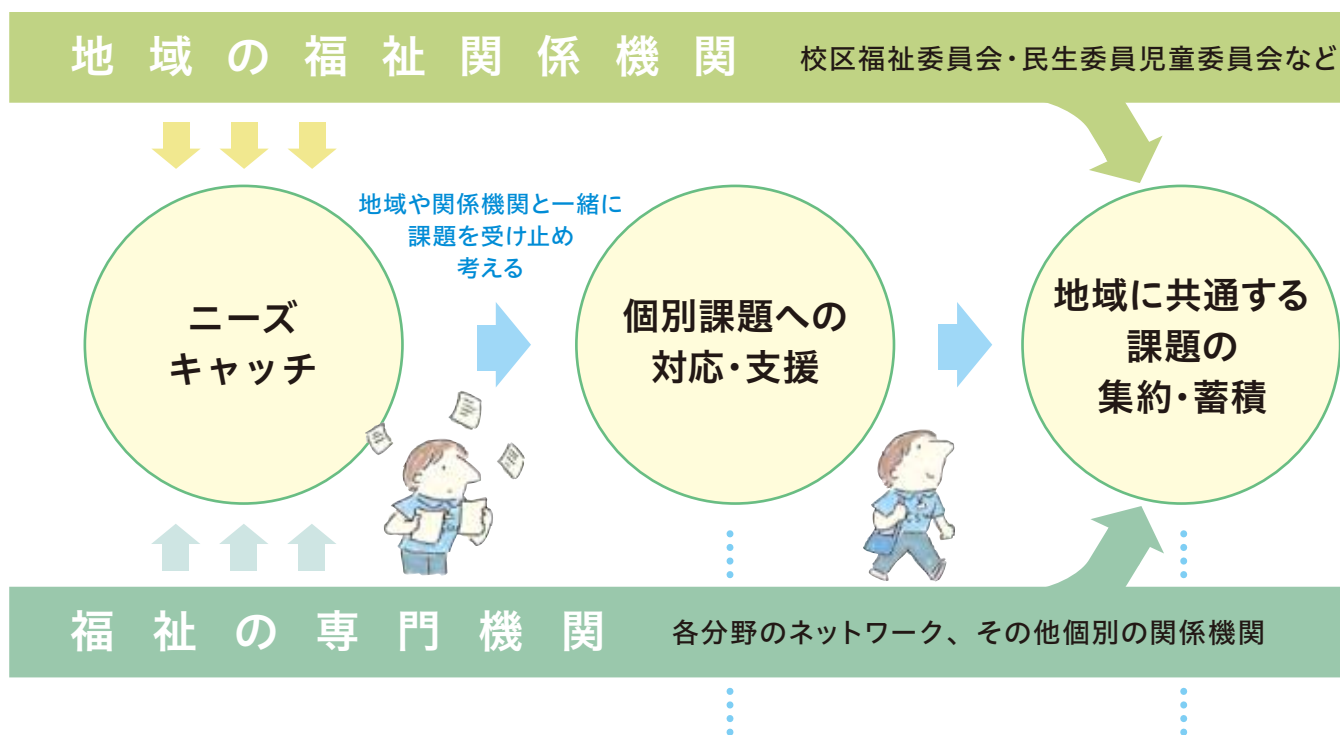 地域の福祉関係機関
校区福祉委員会・民生委員児童委員会など
地域や関係機関と一緒に
課題を受け止め
考える
ニーズ
キャッチ
個別課題への
対応・支援
地域に共通する
課題の
集約・蓄積
福祉の専門機関
各分野のネットワーク、その他個別の関係機関